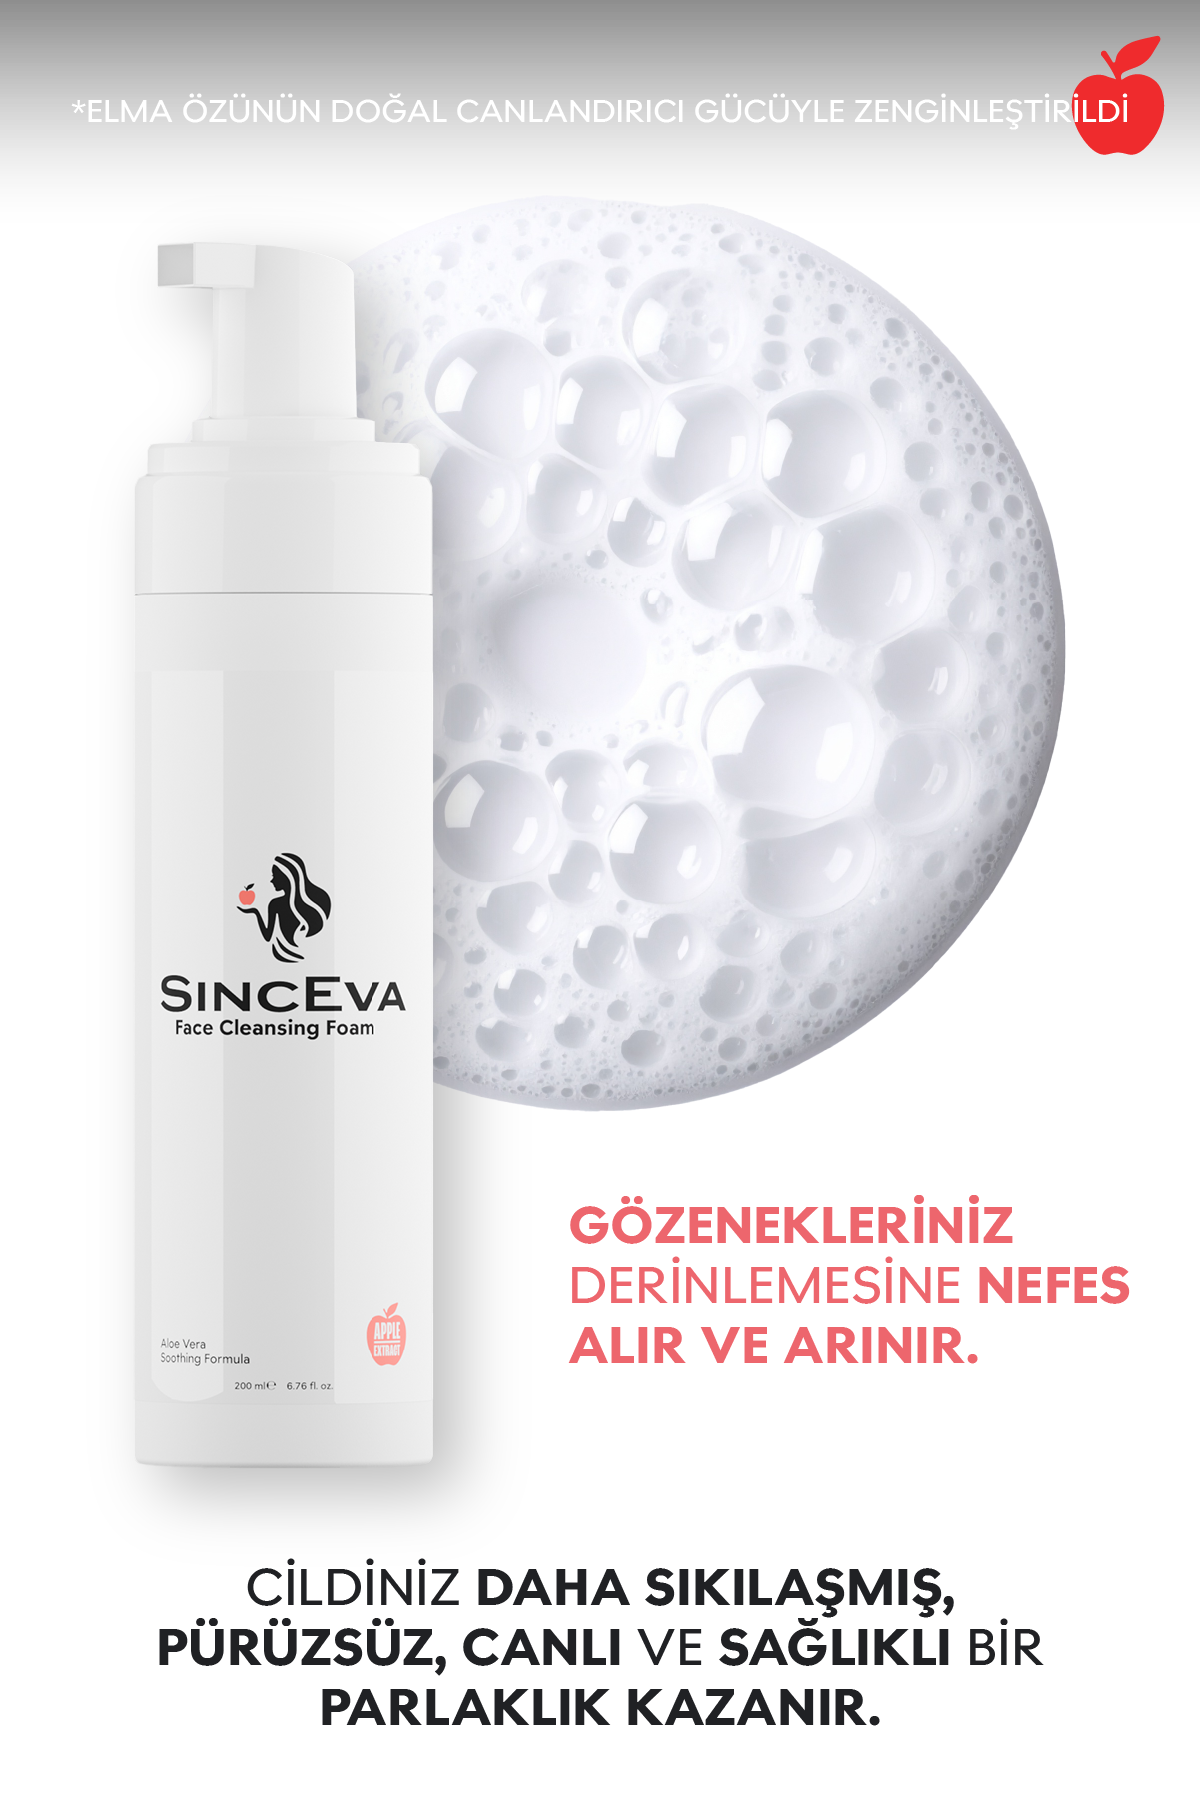 *ELMA ÖZÜNÜN DOĞAL CANLANDIRICI GÜCÜYLE ZENGİNLEŞTİRİLDİ
SINCEVA
Face Cleansing Foam
APPLE
EXTRAOT
Aloe Vera
Soothing Formula
200 ml℮ 6.76 fl. oz.
GÖZENEKLERİNİZ
DERİNLEMESİNE NEFES
ALIR VE ARINIR.
CİLDİNİZ DAHA SIKILAŞMIŞ,
PÜRÜZSÜZ, CANLI VE SAĞLIKLI BİR
PARLAKLIK KAZANIR.